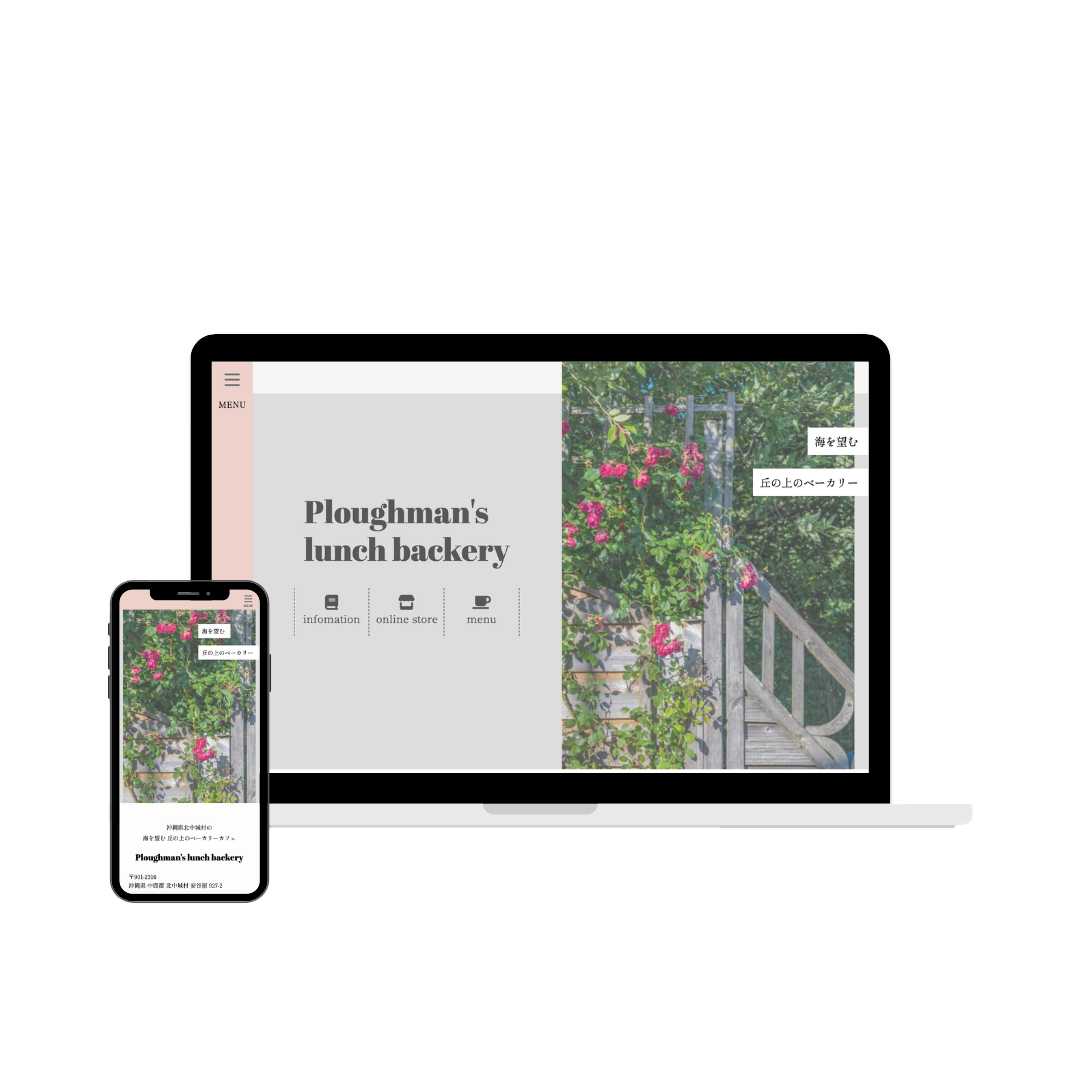 MENU
海を望む
丘の上のベーカリー
Ploughman's
lunch backery
infomation
online store
menu
MENU
海を望む
丘の上のベーカリー
沖縄県北中城村の
海を望む 丘の上のベーカリーカフェ
Ploughman's lunch backery
〒901-2316
沖縄県 中頭郡 北中城村 安谷屋 927-2